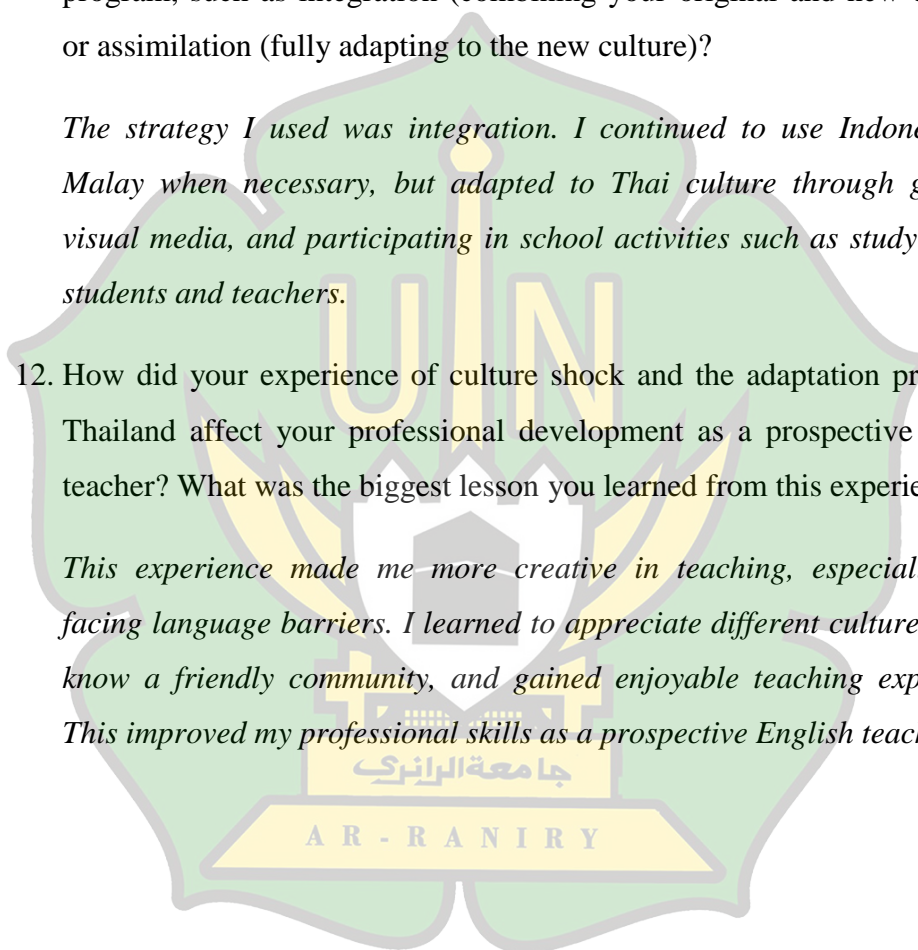 program, such as integration (combining your original and new
or assimilation (fully adapting to the new culture)?
The strategy I used was integration. I continued to use
Malay when necessary, but adapted to Thai culture through
visual media, and participating in school activities such as study
students and teachers.
12. How did your experience of culture shock and the adaptation
Thailand affect your professional development as a prospective
teacher? What was the biggest lesson you learned from this
This experience made me more creative in teaching,
facing language barriers. I learned to appreciate different
know a friendly community, and gained enjoyable teaching
This improved my professional skills as a prospective English
UIN
جامعة الرانري
AR-RANIRY